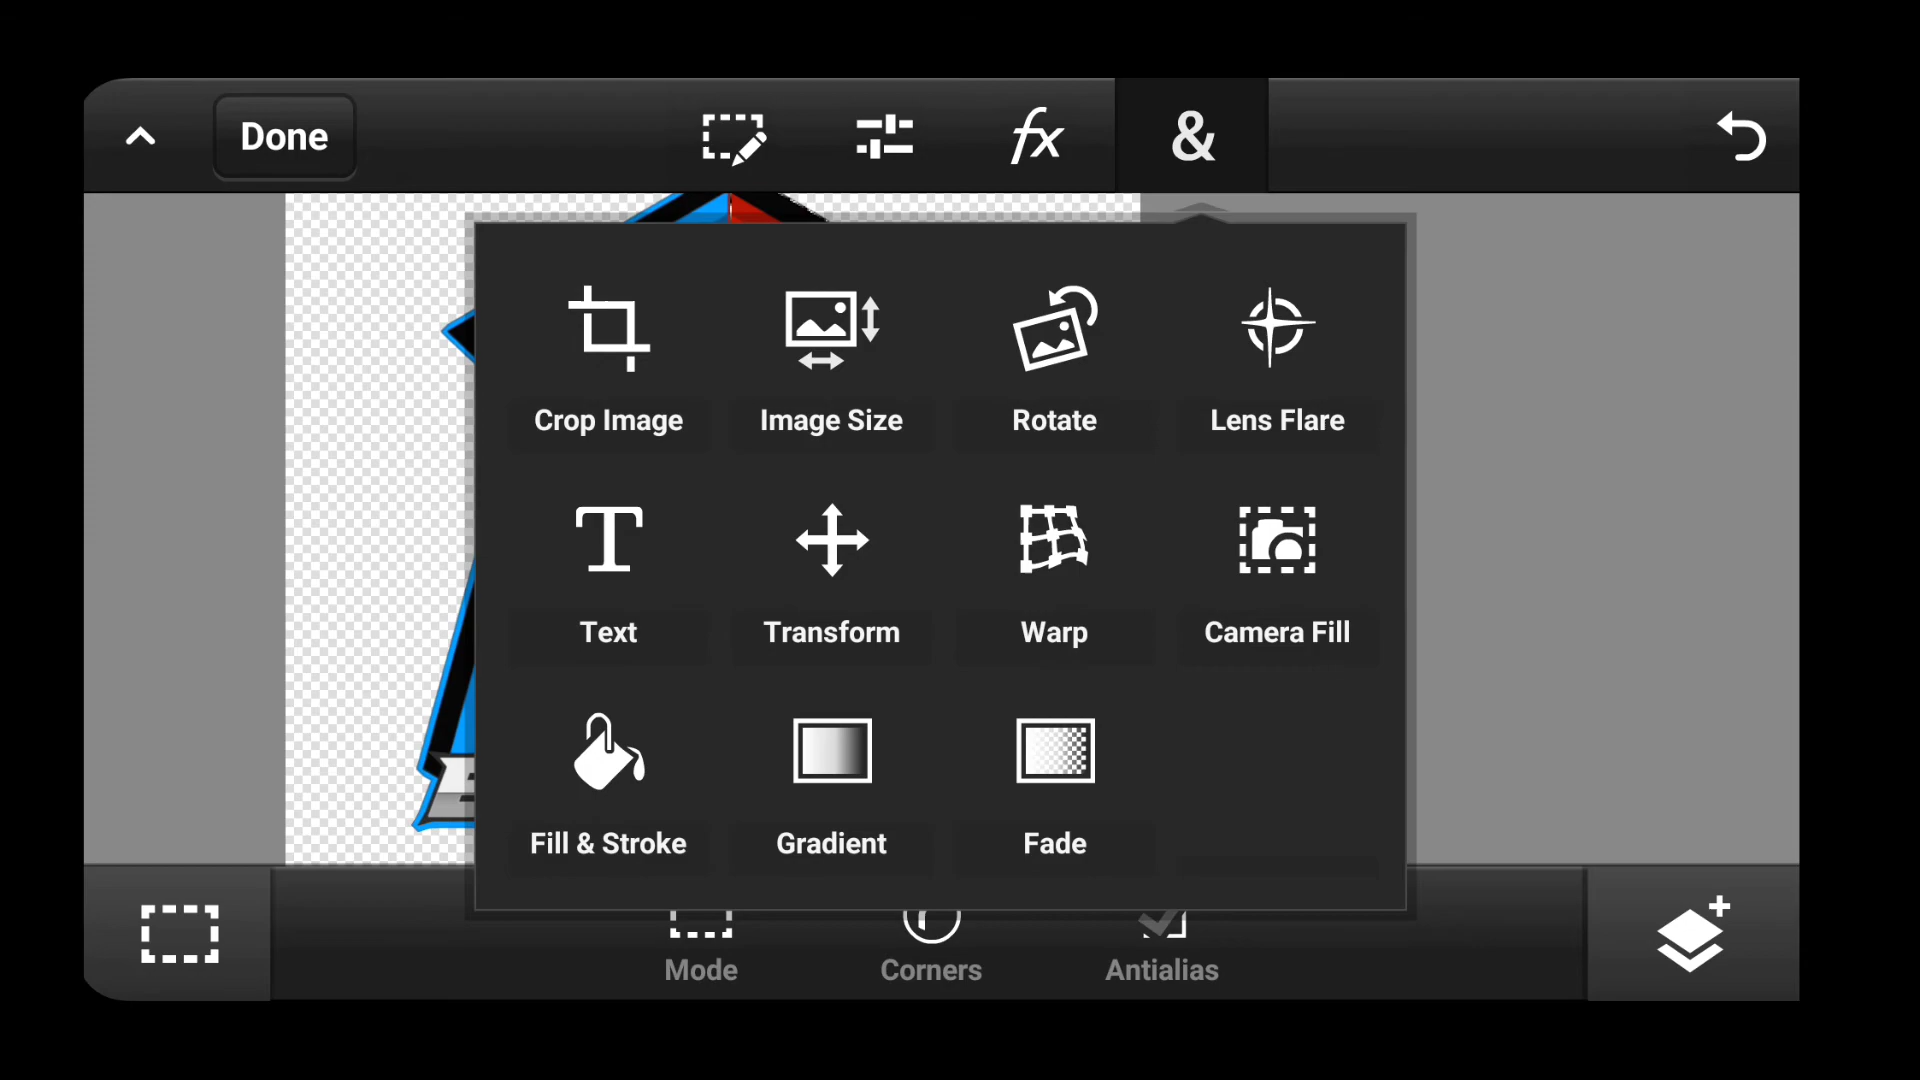 Done
fx
&
Crop Image
Image Size
Rotate
Lens Flare
Text
Transform
Warp
Camera Fill
Fill & Stroke
Gradient
Fade
Mode
Corners
Antialias